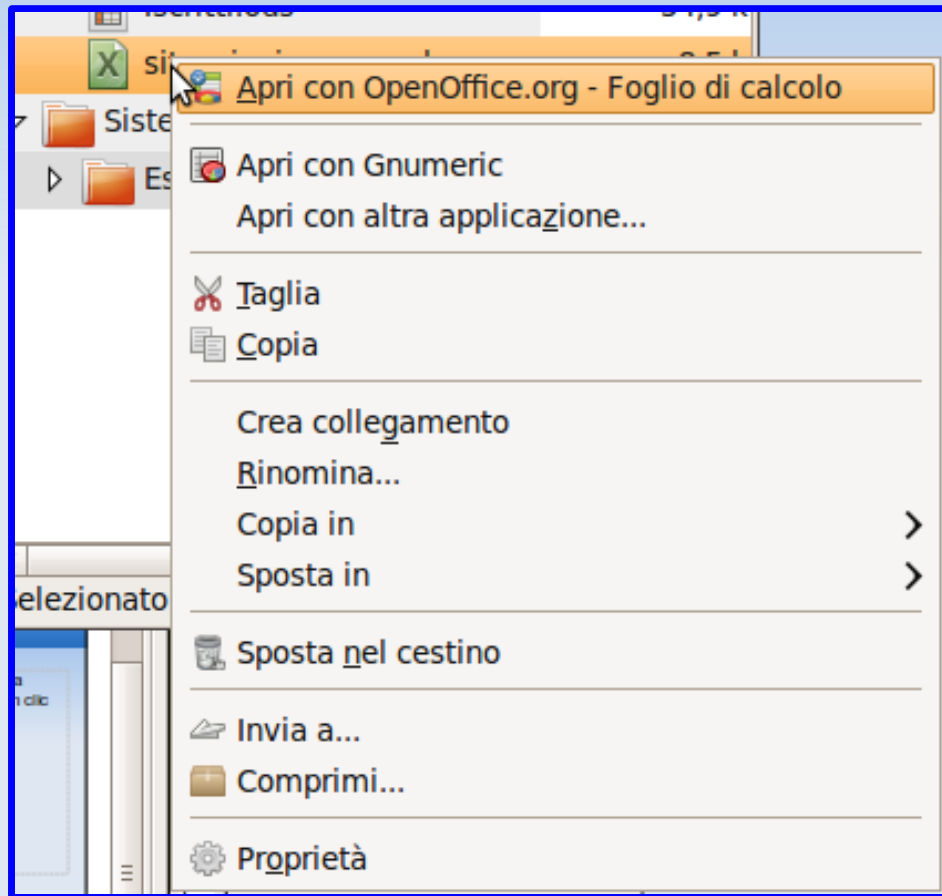 Apri con OpenOffice.org - Foglio di calcolo
Apri con Gnumeric
Apri con altra applicazione...
Taglia
Copia
Crea collegamento
Rinomina...
Copia in
Sposta in
elezionato
Sposta nel cestino
clic
Invia a...
Comprimi...
Proprietà